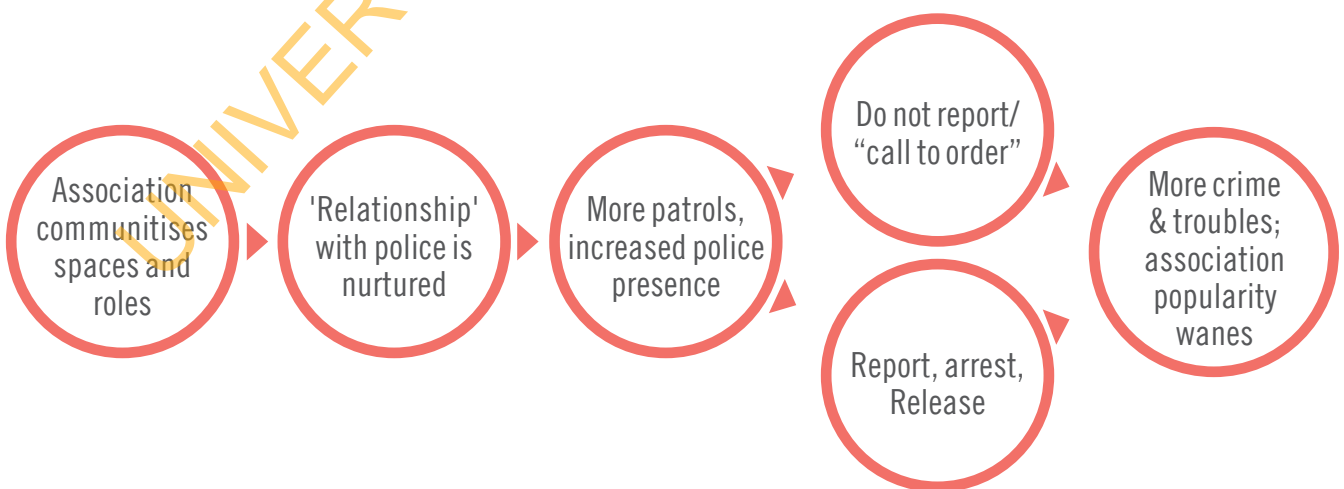 UNIVER
Association
communitises
spaces and
roles
'Relationship'
with police is
nurtured
More patrols,
increased police
presence
Do not report/
“call to order”
Report, arrest,
Release
More crime
& troubles;
association
popularity
wanes